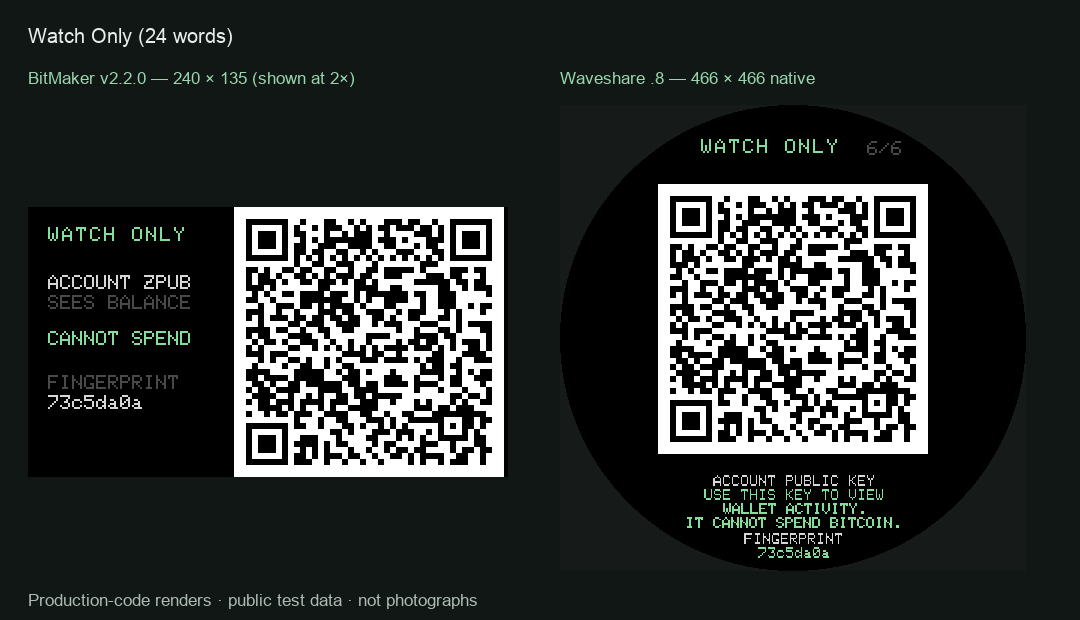 Watch Only (24 words)
BitMaker v2.2.0 — 240 × 135 (shown at 2×)
WATCH ONLY
ACCOUNT ZPUB
SEES BALANCE
CANNOT SPEND
FINGERPRINT
73c5da0a
Waveshare .8 — 466 × 466 native
WATCH ONLY 6/6
ACCOUNT PUBLIC KEY
USE THIS KEY TO VIEW
WALLET ACTIVITY.
IT CANNOT SPEND BITCOIN.
FINGERPRINT
73c5da0a
Production-code renders · public test data · not photographs